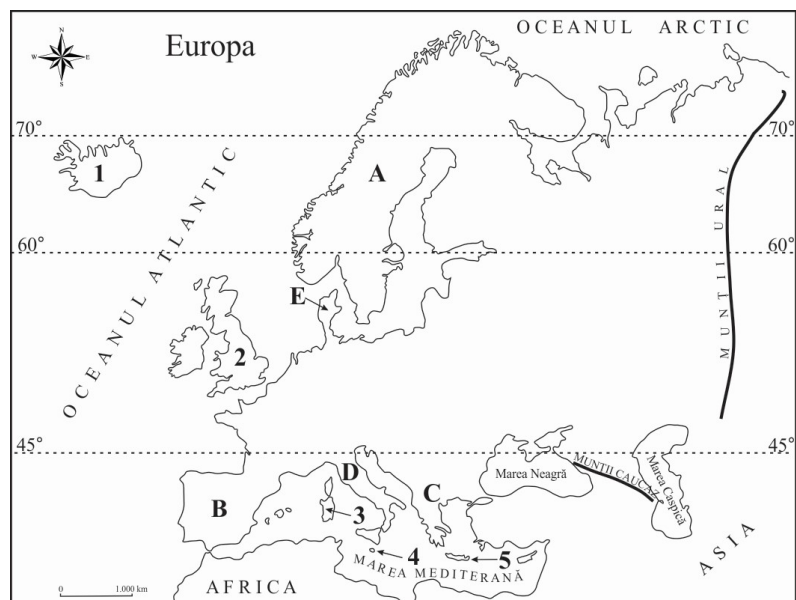 OCEANUL ARCTIC
N
W E
S
Europa
70° 70°
1
A
OCEANUL ATLANTIC
MUNȚII URAL
60° 60°
E
2
45° 45°
D
Marea Neagră
MUNȚII CAUCAZ
Marea Caspică
B
C
3
4
5
MAREA MEDITERANĂ
ASIA
AFRICA
0 1.000 km